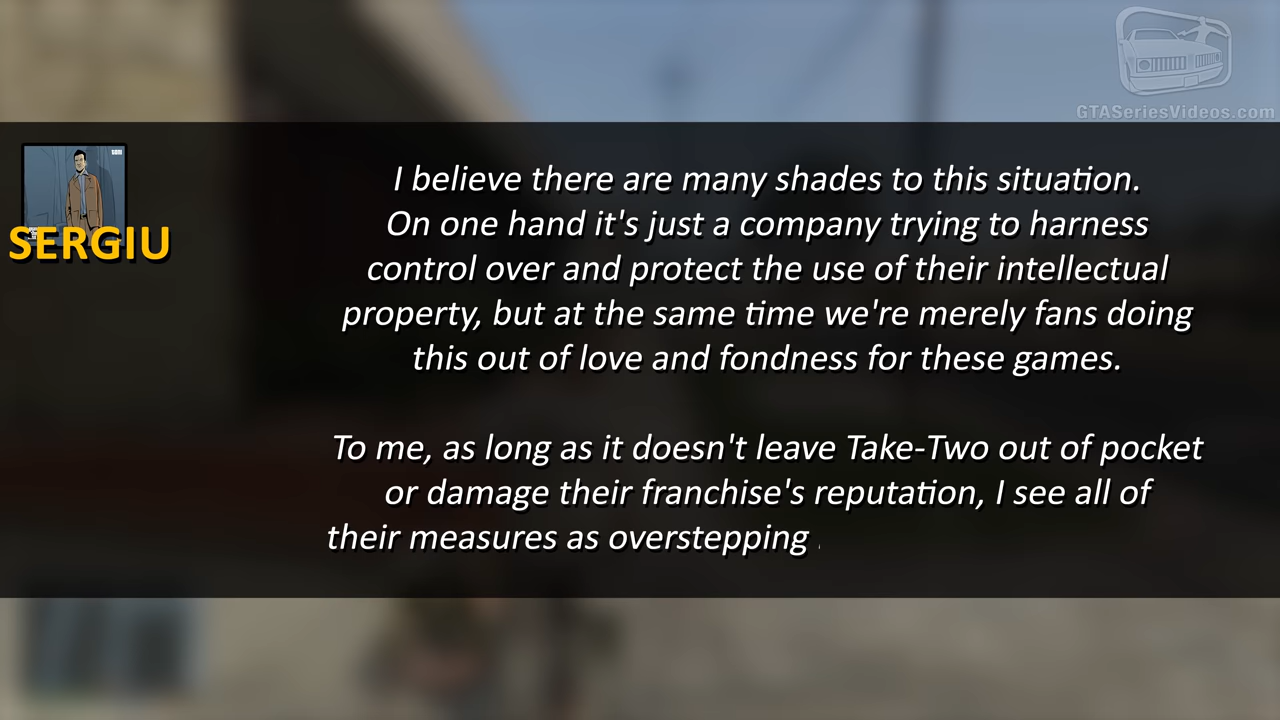 GTASeriesVideos.com
SERGIU
I believe there are many shades to this situation.
On one hand it's just a company trying to harness
control over and protect the use of their intellectual
property, but at the same time we're merely fans doing
this out of love and fondness for these games.
To me, as long as it doesn't leave Take-Two out of pocket
or damage their franchise's reputation, I see all of
their measures as overstepping